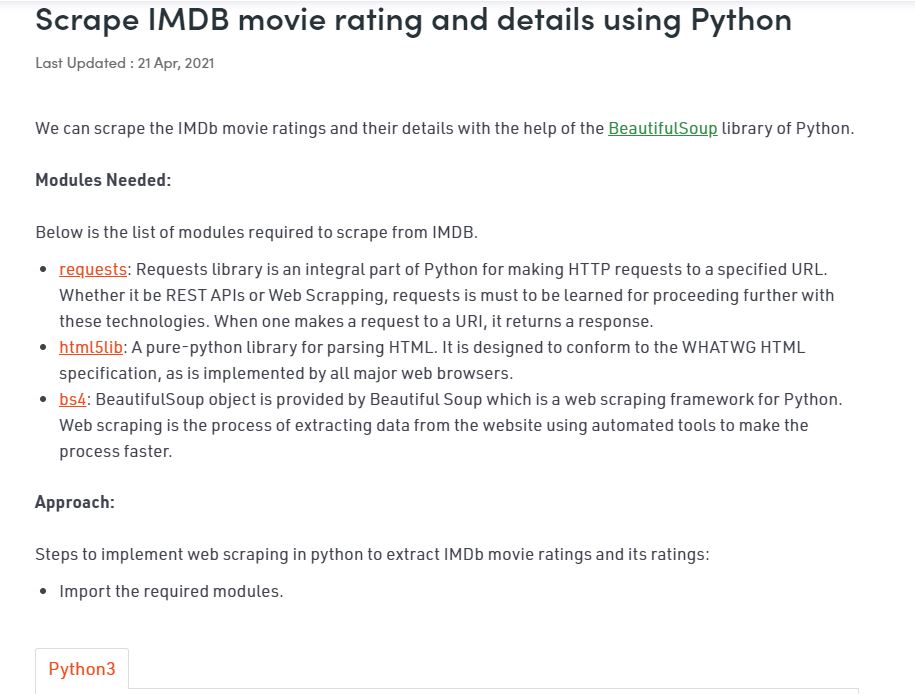 Scrape IMDB movie rating and details using Python
Last Updated : 21 Apr, 2021
We can scrape the IMDb movie ratings and their details with the help of the BeautifulSoup library of Python.
Modules Needed:
Below is the list of modules required to scrape from IMDB.
• requests: Requests library is an integral part of Python for making HTTP requests to a specified URL.
Whether it be REST APIs or Web Scrapping, requests is must to be learned for proceeding further with
these technologies. When one makes a request to a URI, it returns a response.
• html5lib: A pure-python library for parsing HTML. It is designed to conform to the WHATWG HTML
specification, as is implemented by all major web browsers.
• bs4: BeautifulSoup object is provided by Beautiful Soup which is a web scraping framework for Python.
Web scraping is the process of extracting data from the website using automated tools to make the
process faster.
Approach:
Steps to implement web scraping in python to extract IMDb movie ratings and its ratings:
• Import the required modules.
Python3